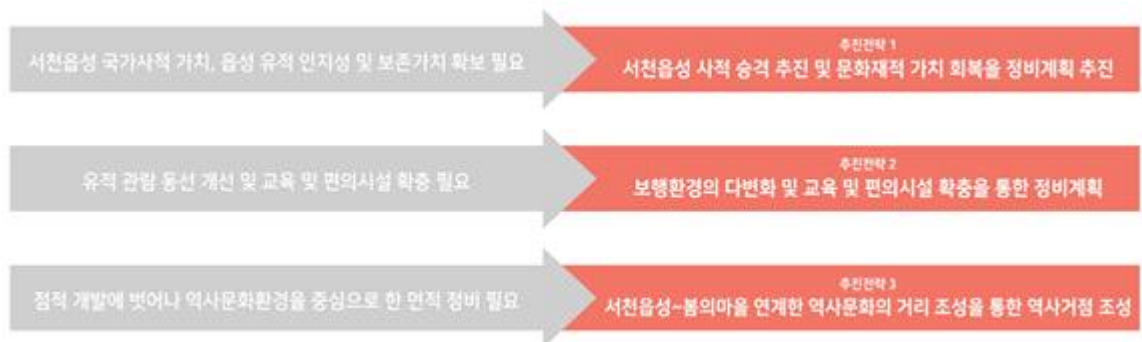 서천읍성 국가사적 가치, 읍성 유적 인지성 및 보존가치 확보 필요
추진전략 1
서천읍성 사적 승격 추진 및 문화재적 가치 회복을 정비계획 추진
유적 관람 동선 개선 및 교육 및 편의시설 확충 필요
추진전략 2
보행환경의 다변화 및 교육 및 편의시설 확충을 통한 정비계획
점적 개발에 벗어나 역사문화환경을 중심으로 한 면적 정비 필요
추진전략 3
서천읍성~봄의마을 연계한 역사문화의 거리 조성을 통한 역사거점 조성